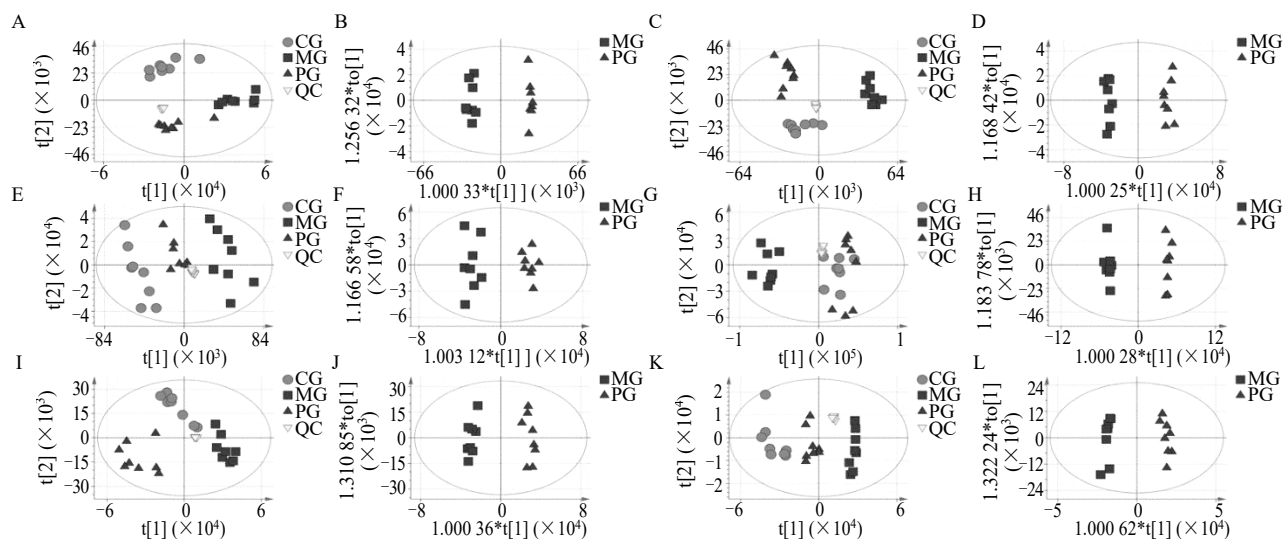 A
46
23
0
−23
−46
t[2] (×10³)
−6
0
6
t[1] (×10⁴)
CG
MG
PG
QC
B
4
2
0
−2
−4
1.256 32*to[1]
(×10⁴)
−66
0
66
1.000 33*t[1] ] (×10³)
MG
PG
C
46
23
0
−23
−46
t[2] (×10³)
−64
0
64
t[1] (×10³)
CG
MG
PG
QC
D
4
2
0
−2
−4
1.168 42*to[1]
(×10⁴)
−8
0
8
1.000 25*t[1] (×10⁴)
MG
PG
E
4
2
0
−2
−4
t[2] (×10⁴)
−84
0
84
t[1] (×10³)
CG
MG
PG
QC
F
6
3
0
−3
−6
1.166 58*to[1]
(×10⁴)
−8
0
8
1.003 12*t[1] ] (×10⁴)
MG
PG
G
6
4
2
0
−2
−4
−6
t[2] (×10⁴)
−1
0
1
t[1] (×10⁵)
CG
MG
PG
QC
H
46
23
0
−23
−46
1.183 78*to[1]
(×10³)
−12
0
12
1.000 28*t[1] (×10⁴)
MG
PG
I
30
15
0
−15
−30
t[2] (×10³)
−6
0
6
t[1] (×10⁴)
CG
MG
PG
QC
J
30
15
0
−15
−30
1.310 85*to[1]
(×10³)
−8
0
8
1.000 36*t[1] (×10⁴)
MG
PG
K
2
1
0
−1
−2
t[2] (×10⁴)
−6
0
6
t[1] (×10⁴)
CG
MG
PG
QC
L
24
12
0
−12
−24
1.322 24*to[1]
(×10³)
−5
0
5
1.000 62*t[1] (×10⁴)
MG
PG